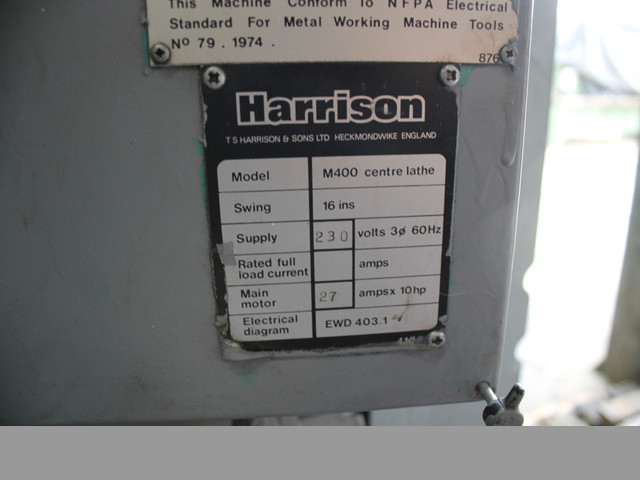 This Machine Conform To NFPA Electrical
Standard For Metal Working Machine Tools
Nº 79. 1974.
876
Harrison
T S HARRISON & SONS LTD HECKMONDWIKE ENGLAND
Model M400 centre lathe
Swing 16 ins
Supply 230 volts 3ø 60Hz
Rated full
load current amps
Main
motor 27 amps x 10hp
Electrical
diagram EWD 403.1